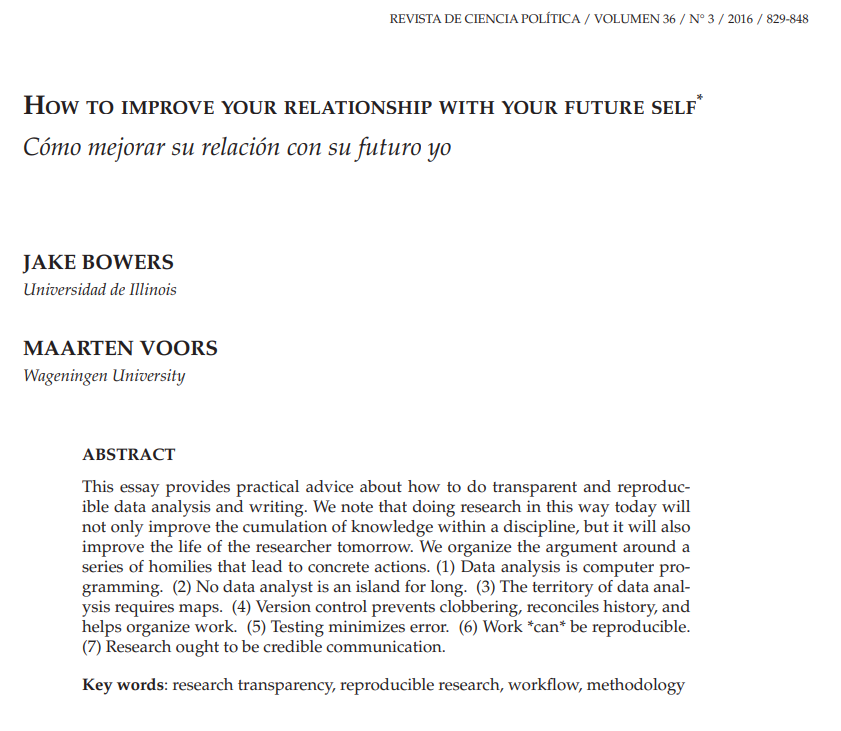 REVISTA DE CIENCIA POLÍTICA / VOLUMEN 36 / N° 3 / 2016 / 829-848
How to improve your relationship with your future self*
Cómo mejorar su relación con su futuro yo
JAKE BOWERS
Universidad de Illinois
MAARTEN VOORS
Wageningen University
ABSTRACT
This essay provides practical advice about how to do transparent and reproduc-
ible data analysis and writing. We note that doing research in this way today will
not only improve the cumulation of knowledge within a discipline, but it will also
improve the life of the researcher tomorrow. We organize the argument around a
series of homilies that lead to concrete actions. (1) Data analysis is computer pro-
gramming. (2) No data analyst is an island for long. (3) The territory of data anal-
ysis requires maps. (4) Version control prevents clobbering, reconciles history, and
helps organize work. (5) Testing minimizes error. (6) Work *can* be reproducible.
(7) Research ought to be credible communication.
Key words: research transparency, reproducible research, workflow, methodology